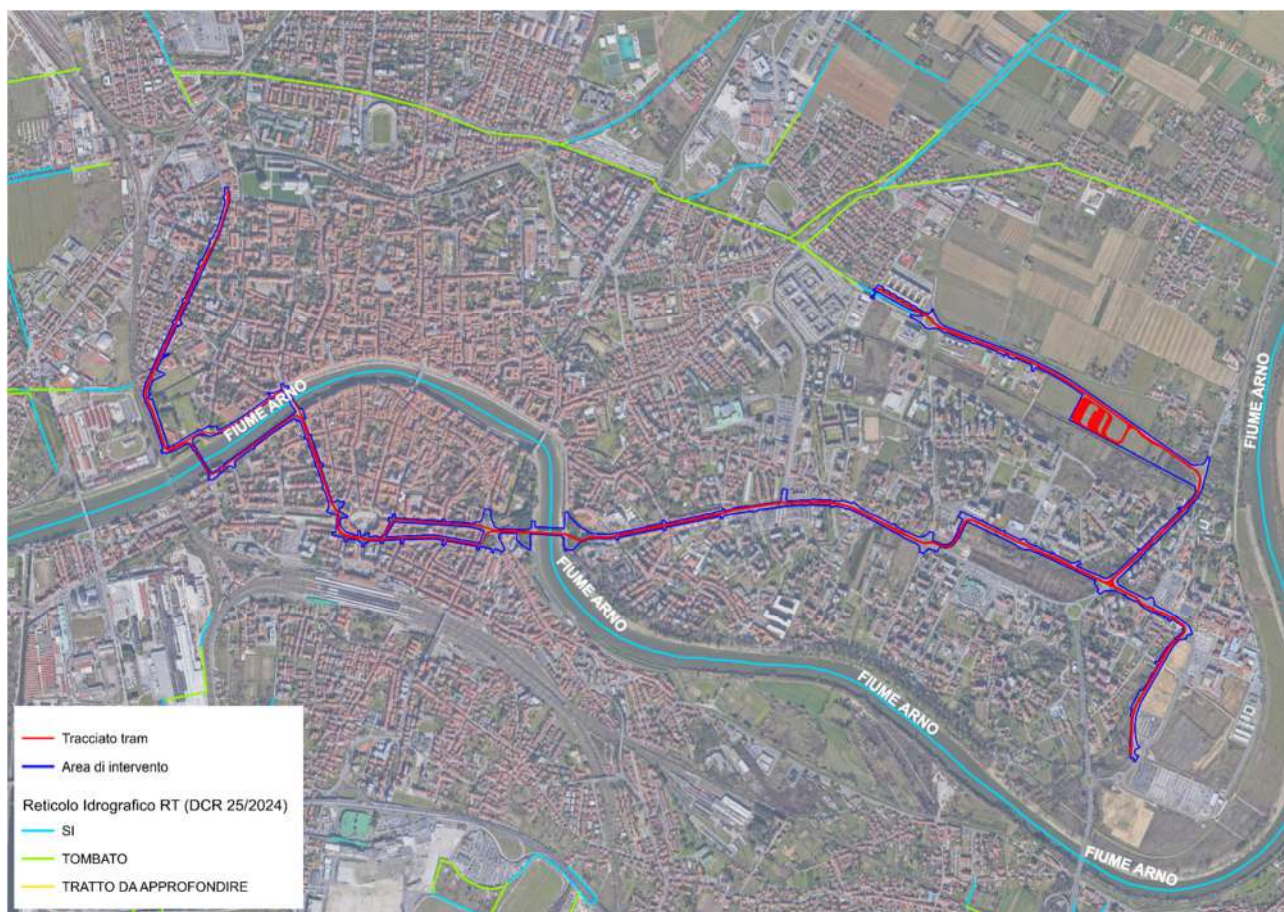 FIUME ARNO
FIUME ARNO
FIUME ARNO
FIUME ARNO
FIUME ARNO
Tracciato tram
Area di intervento
Reticolo Idrografico RT (DCR 25/2024)
SI
TOMBATO
TRATTO DA APPROFONDIRE